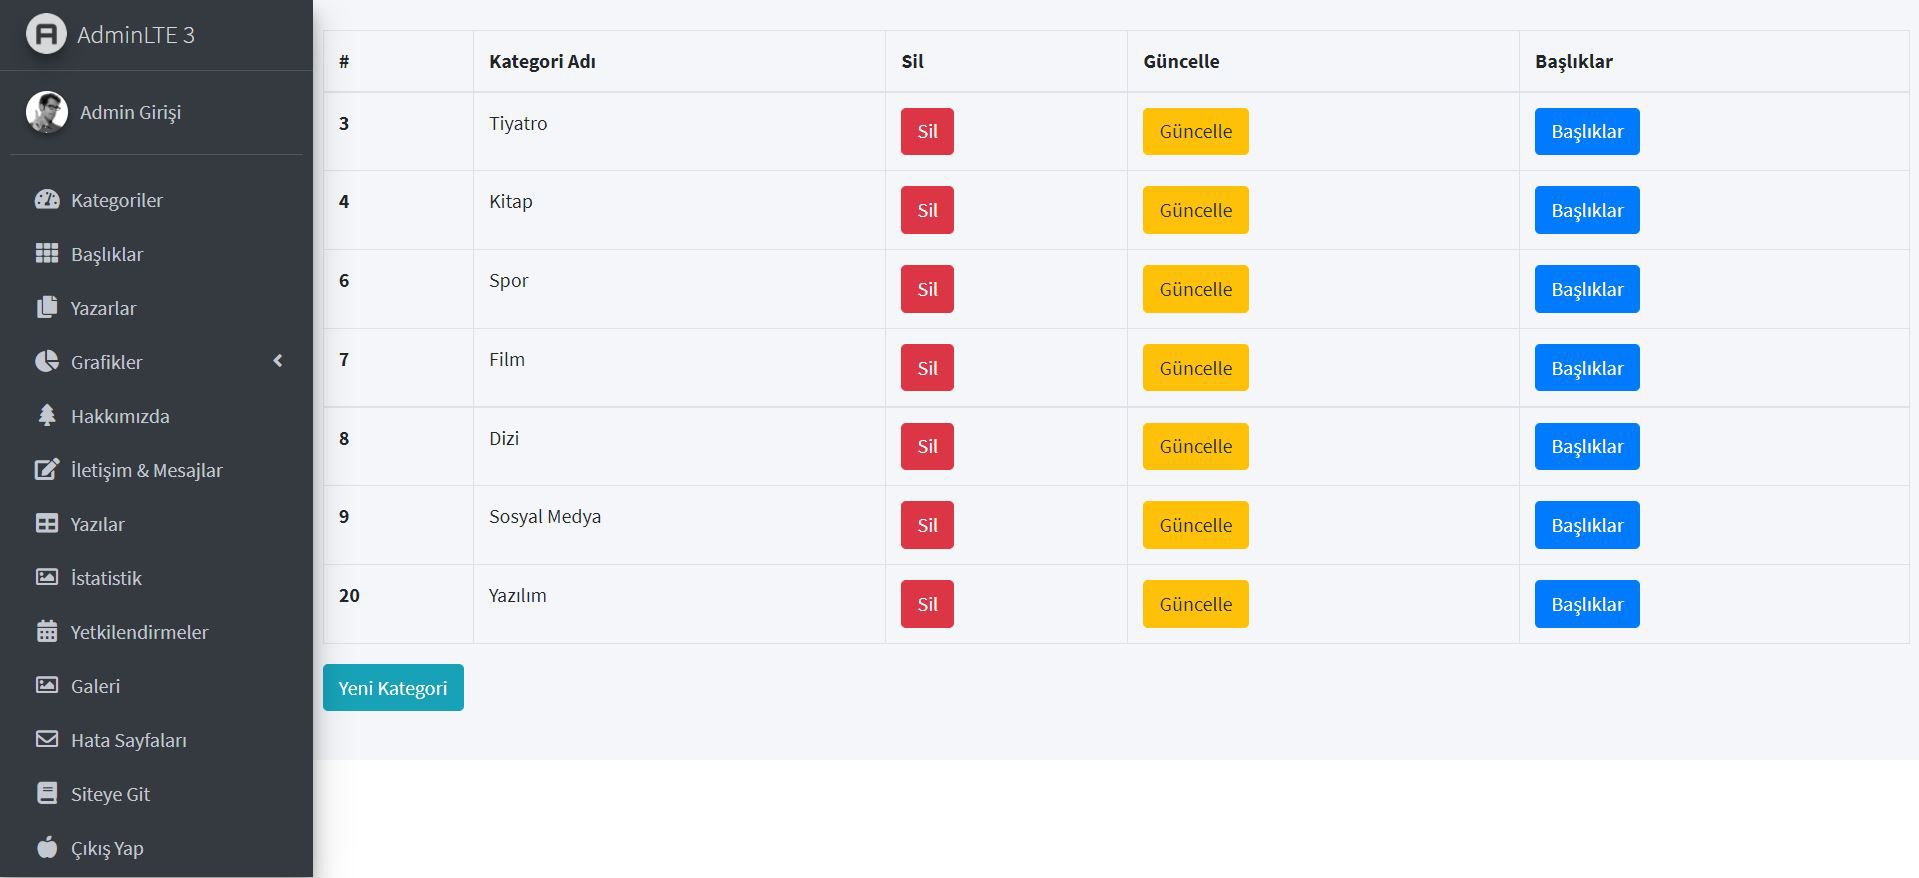 AdminLTE 3
Admin Girişi
Kategoriler
Başlıklar
Yazarlar
Grafikler
Hakkımızda
İletişim & Mesajlar
Yazılar
İstatistik
Yetkilendirmeler
Galeri
Hata Sayfaları
Siteye Git
Çıkış Yap
# Kategori Adı Sil Güncelle Başlıklar
3 Tiyatro Sil Güncelle Başlıklar
4 Kitap Sil Güncelle Başlıklar
6 Spor Sil Güncelle Başlıklar
7 Film Sil Güncelle Başlıklar
8 Dizi Sil Güncelle Başlıklar
9 Sosyal Medya Sil Güncelle Başlıklar
20 Yazılım Sil Güncelle Başlıklar
Yeni Kategori